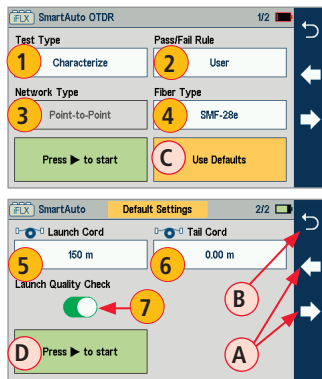 iFLX SmartAuto OTDR 1/2
Test Type Pass/Fail Rule
1 Characterize 2 User
Network Type Fiber Type
3 Point-to-Point 4 SMF-28e
Press ► to start C Use Defaults
iFLX SmartAuto Default Settings 2/2
Launch Cord Tail Cord
5 150 m 6 0.00 m
Launch Quality Check
7
B
D Press ► to start A